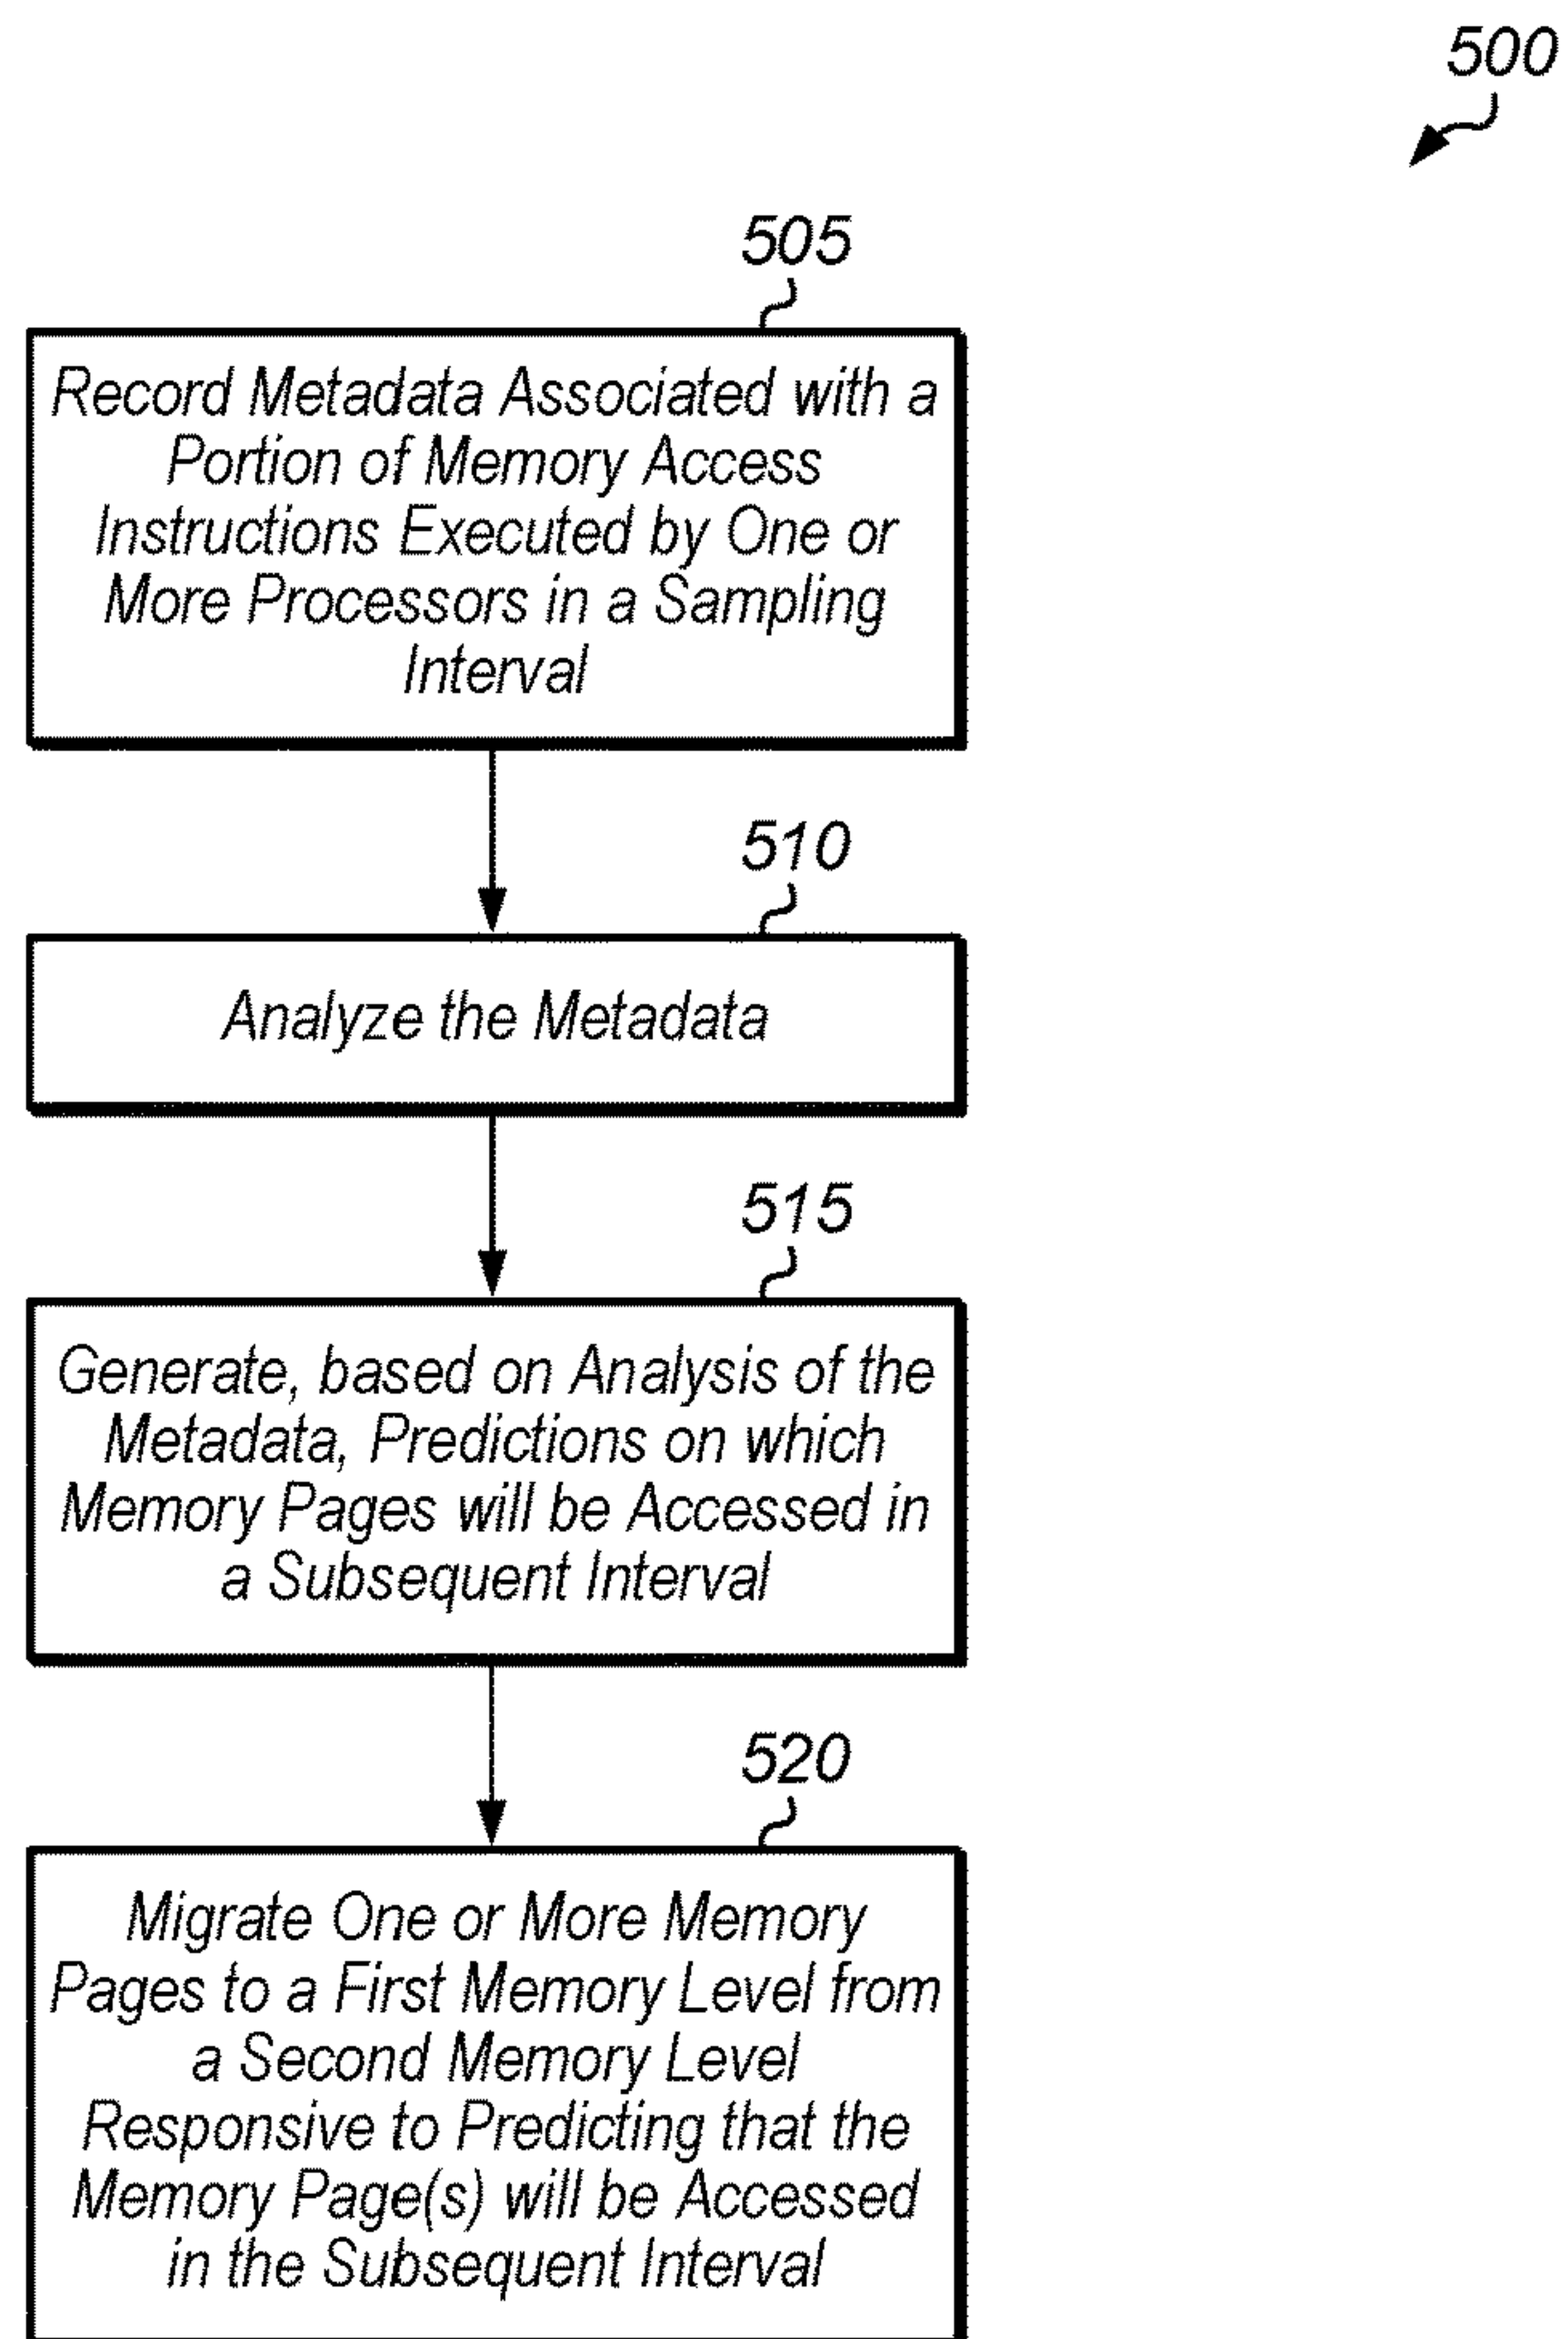 500
505
Record Metadata Associated with a
Portion of Memory Access
Instructions Executed by One or
More Processors in a Sampling
Interval
510
Analyze the Metadata
515
Generate, based on Analysis of the
Metadata, Predictions on which
Memory Pages will be Accessed in
a Subsequent Interval
520
Migrate One or More Memory
Pages to a First Memory Level from
a Second Memory Level
Responsive to Predicting that the
Memory Page(s) will be Accessed
in the Subsequent Interval